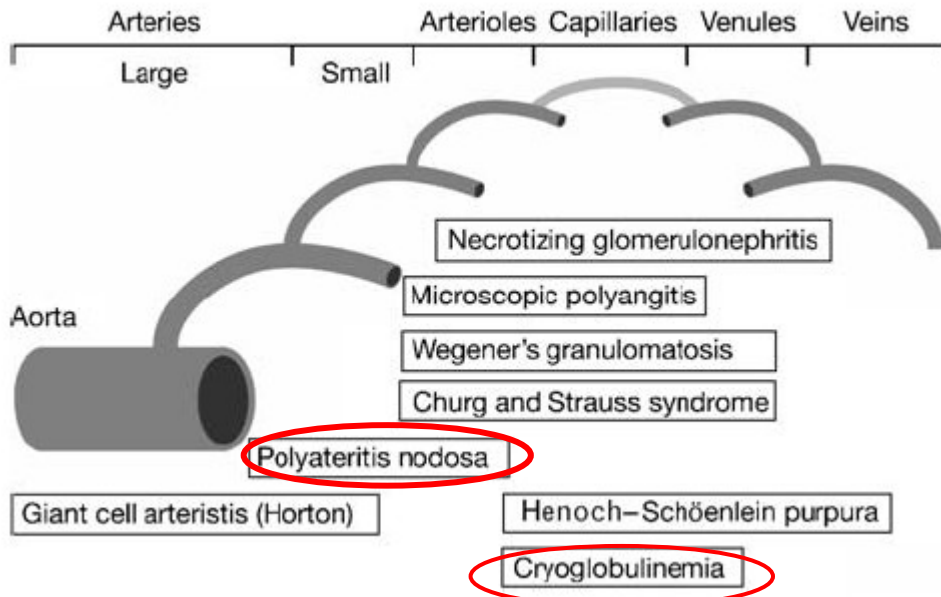 Arteries Arterioles Capillaries Venules Veins
Large Small
Necrotizing glomerulonephritis
Microscopic polyangitis
Aorta
Wegener's granulomatosis
Churg and Strauss syndrome
Polyateritis nodosa
Giant cell arteristis (Horton) Henoch–Schöenlein purpura
Cryoglobulinemia